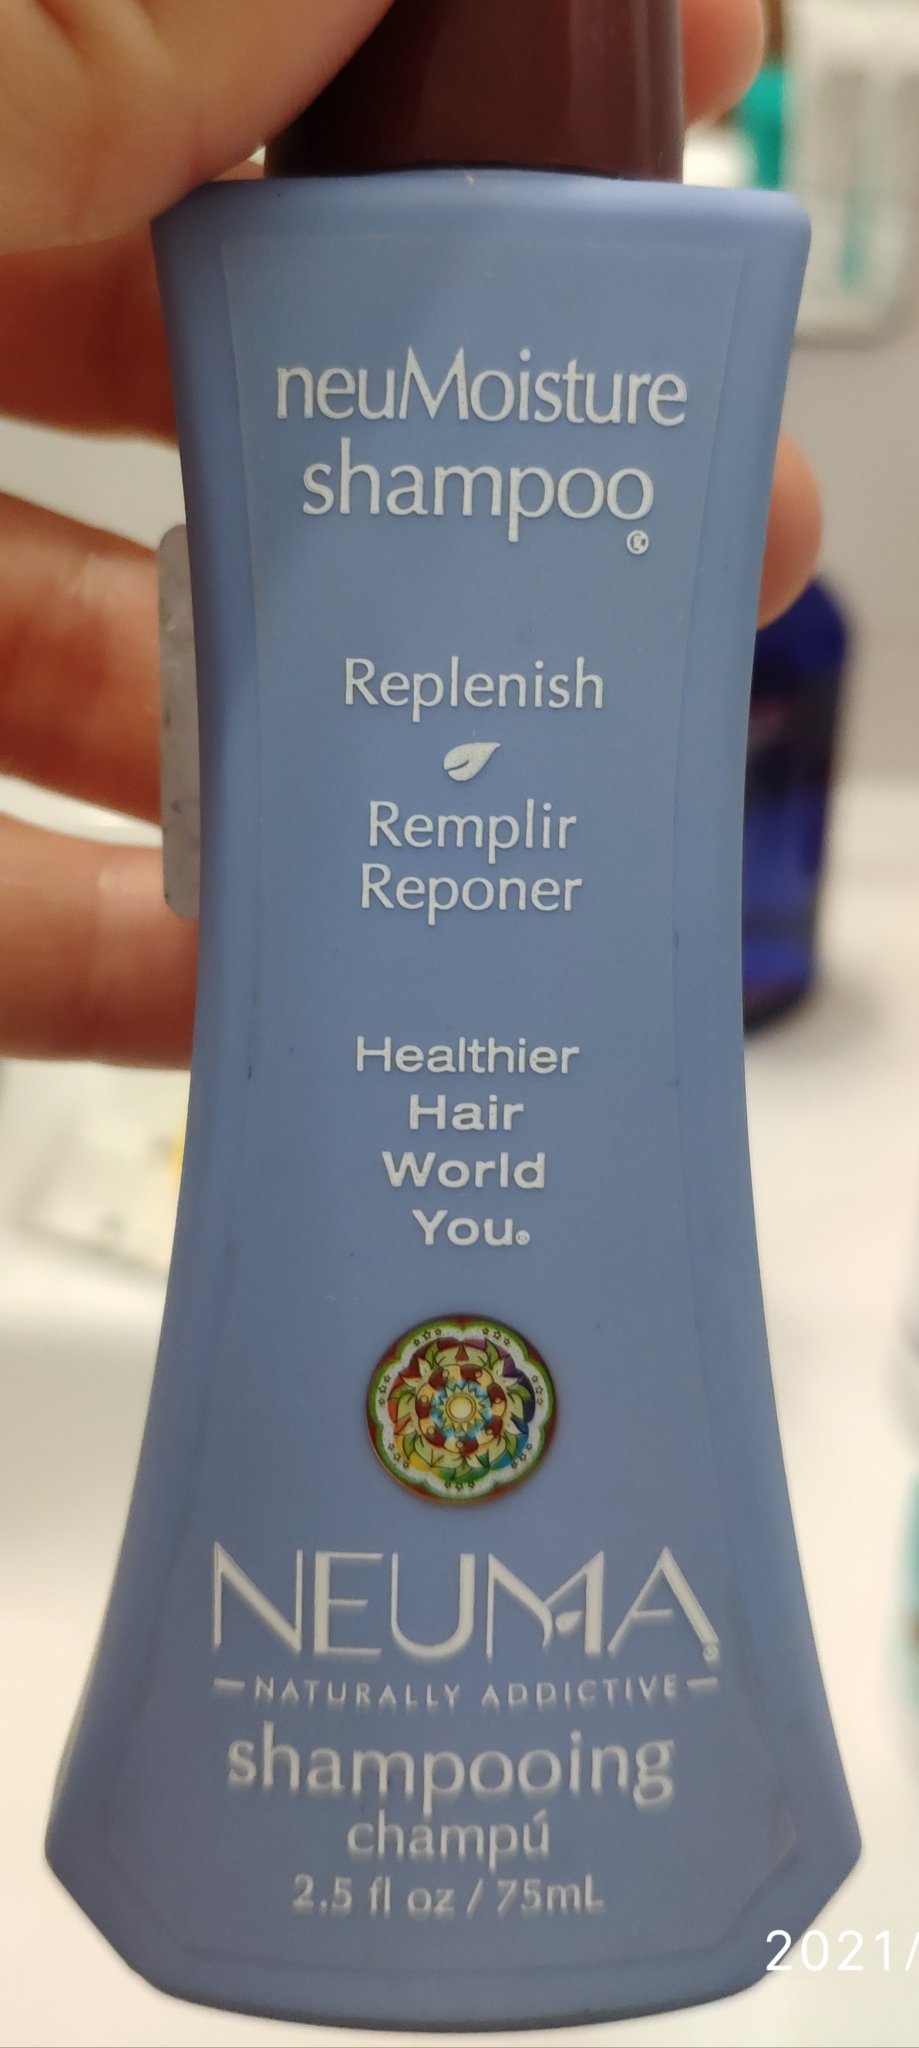 neuMoisture
shampoo
Replenish
Remplir
Reponer
Healthier
Hair
World
You®
NEUMA®
NATURALLY ADDICTIVE
shampooing
champú
2.5 fl oz / 75mL
2021/